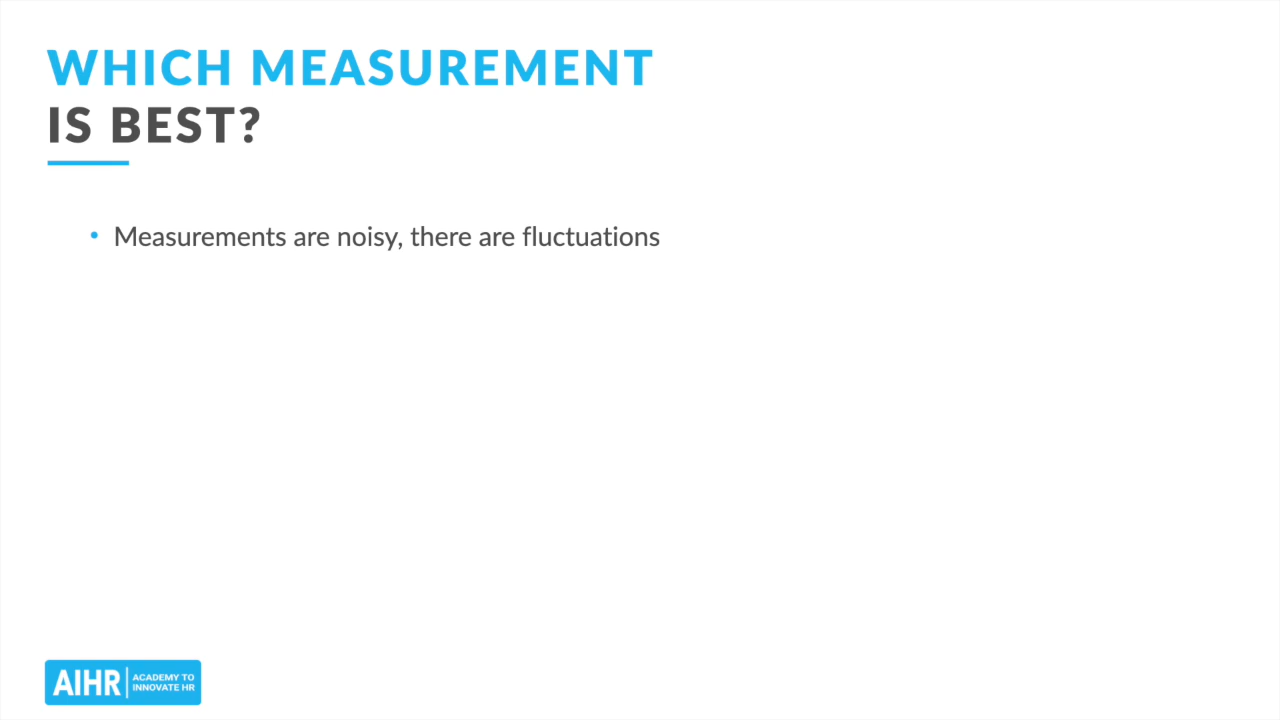 WHICH MEASUREMENT
IS BEST?
• Measurements are noisy, there are fluctuations
AIHR
ACADEMY TO
INNOVATE HR